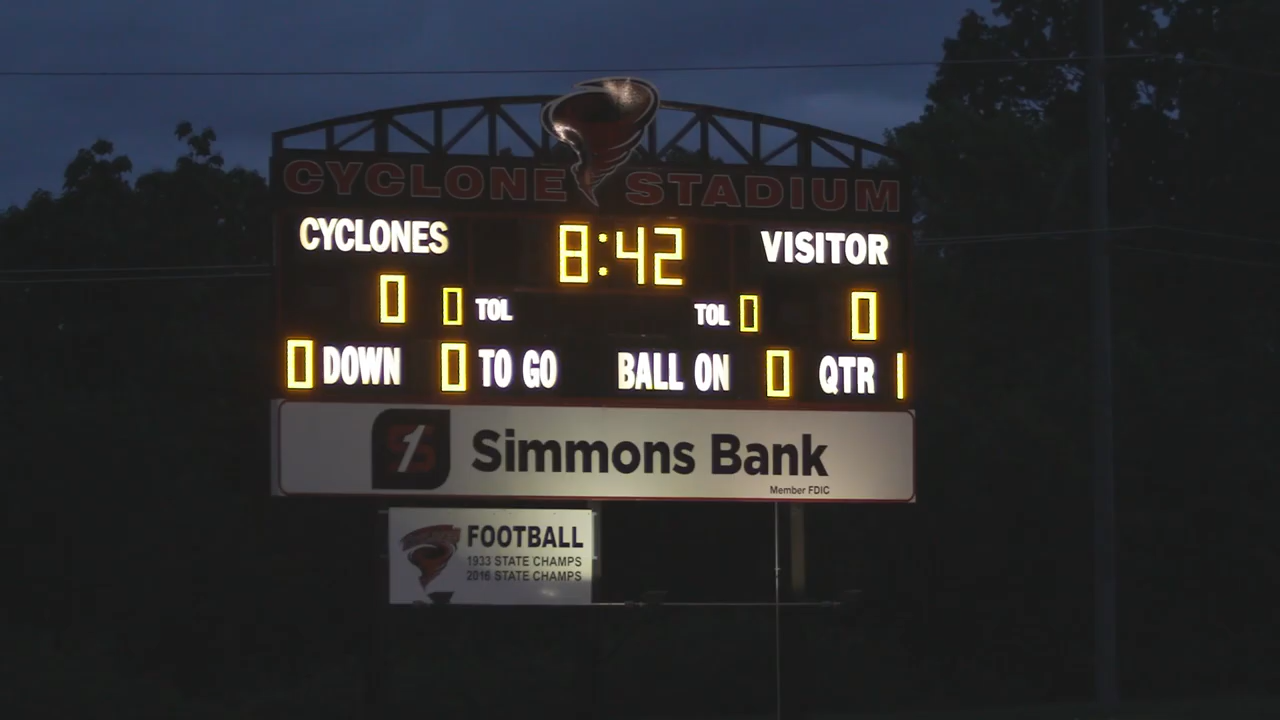 CYCLONE STADIUM
CYCLONES 8:42 VISITOR
0 0 TOL TOL 0 0
0 DOWN 0 TO GO BALL ON 0 QTR 1
S1 Simmons Bank
Member FDIC
FOOTBALL
1933 STATE CHAMPS
2016 STATE CHAMPS